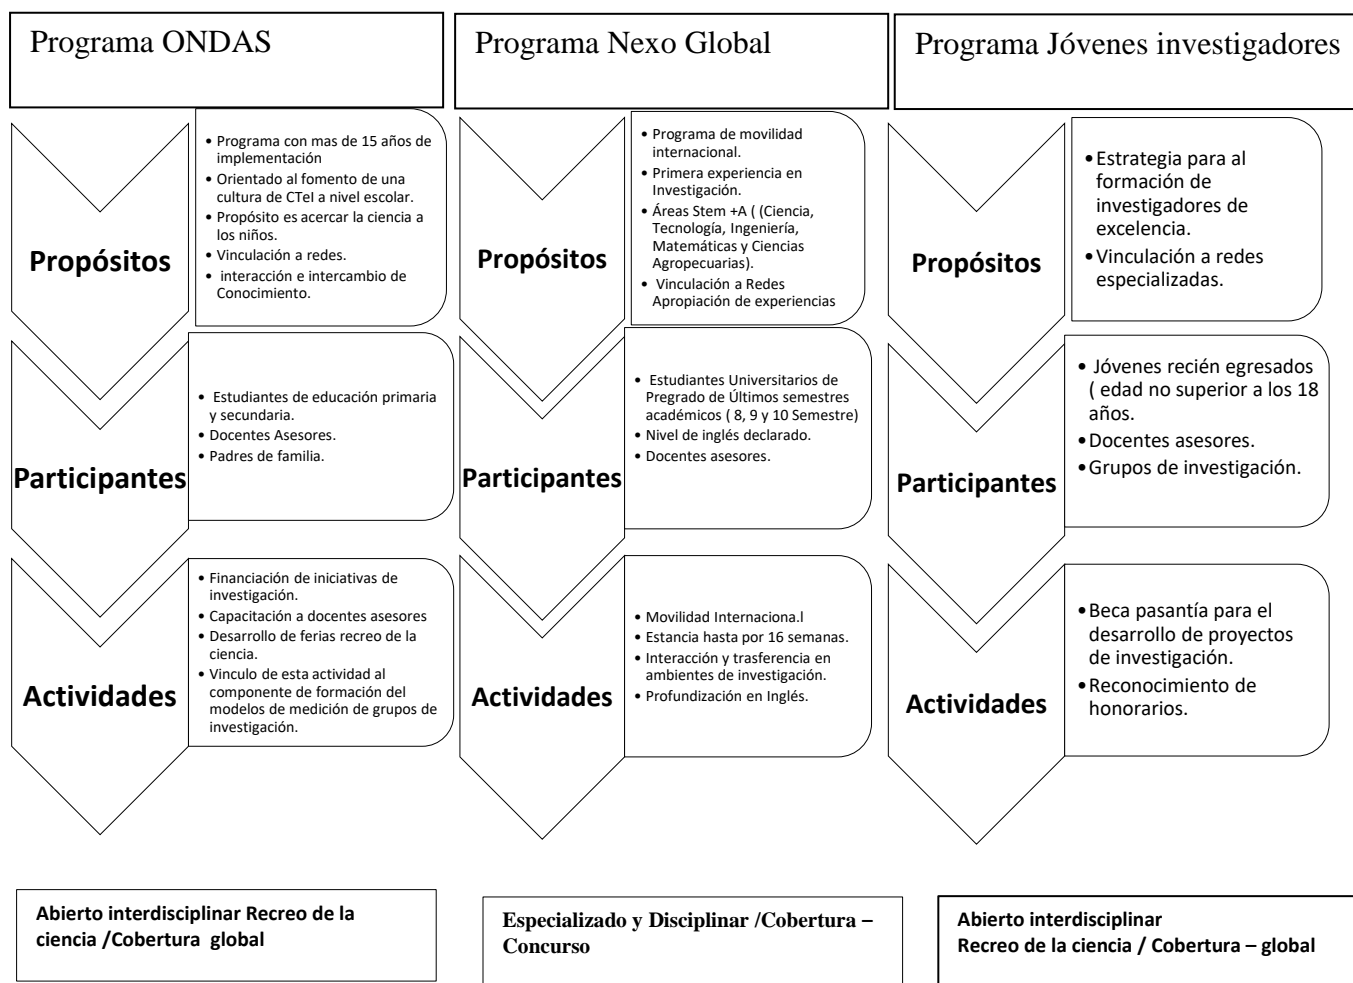 Programa ONDAS
Propósitos
• Programa con mas de 15 años de
implementación
• Orientado al fomento de una
cultura de CTeI a nivel escolar.
• Propósito es acercar la ciencia a
los niños.
• Vinculación a redes.
• interacción e intercambio de
Conocimiento.
Participantes
• Estudiantes de educación primaria
y secundaria.
• Docentes Asesores.
• Padres de familia.
Actividades
• Financiación de iniciativas de
investigación.
• Capacitación a docentes asesores
• Desarrollo de ferias recreo de la
ciencia.
• Vinculo de esta actividad al
componente de formación del
modelos de medición de grupos de
investigación.
Abierto interdisciplinar Recreo de la
ciencia /Cobertura global
Programa Nexo Global
Propósitos
• Programa de movilidad
internacional.
• Primera experiencia en
Investigación.
• Áreas Stem +A ( (Ciencia,
Tecnología, Ingeniería,
Matemáticas y Ciencias
Agropecuarias).
• Vinculación a Redes
Apropiación de experiencias
Participantes
• Estudiantes Universitarios de
Pregrado de Últimos semestres
académicos ( 8, 9 y 10 Semestre)
• Nivel de inglés declarado.
• Docentes asesores.
Actividades
• Movilidad Internaciona.l
• Estancia hasta por 16 semanas.
• Interacción y trasferencia en
ambientes de investigación.
• Profundización en Inglés.
Especializado y Disciplinar /Cobertura –
Concurso
Programa Jóvenes investigadores
Propósitos
• Estrategia para al
formación de
investigadores de
excelencia.
• Vinculación a redes
especializadas.
Participantes
• Jóvenes recién egresados
( edad no superior a los 18
años.
• Docentes asesores.
• Grupos de investigación.
Actividades
• Beca pasantía para el
desarrollo de proyectos
de investigación.
• Reconocimiento de
honorarios.
Abierto interdisciplinar
Recreo de la ciencia / Cobertura – global